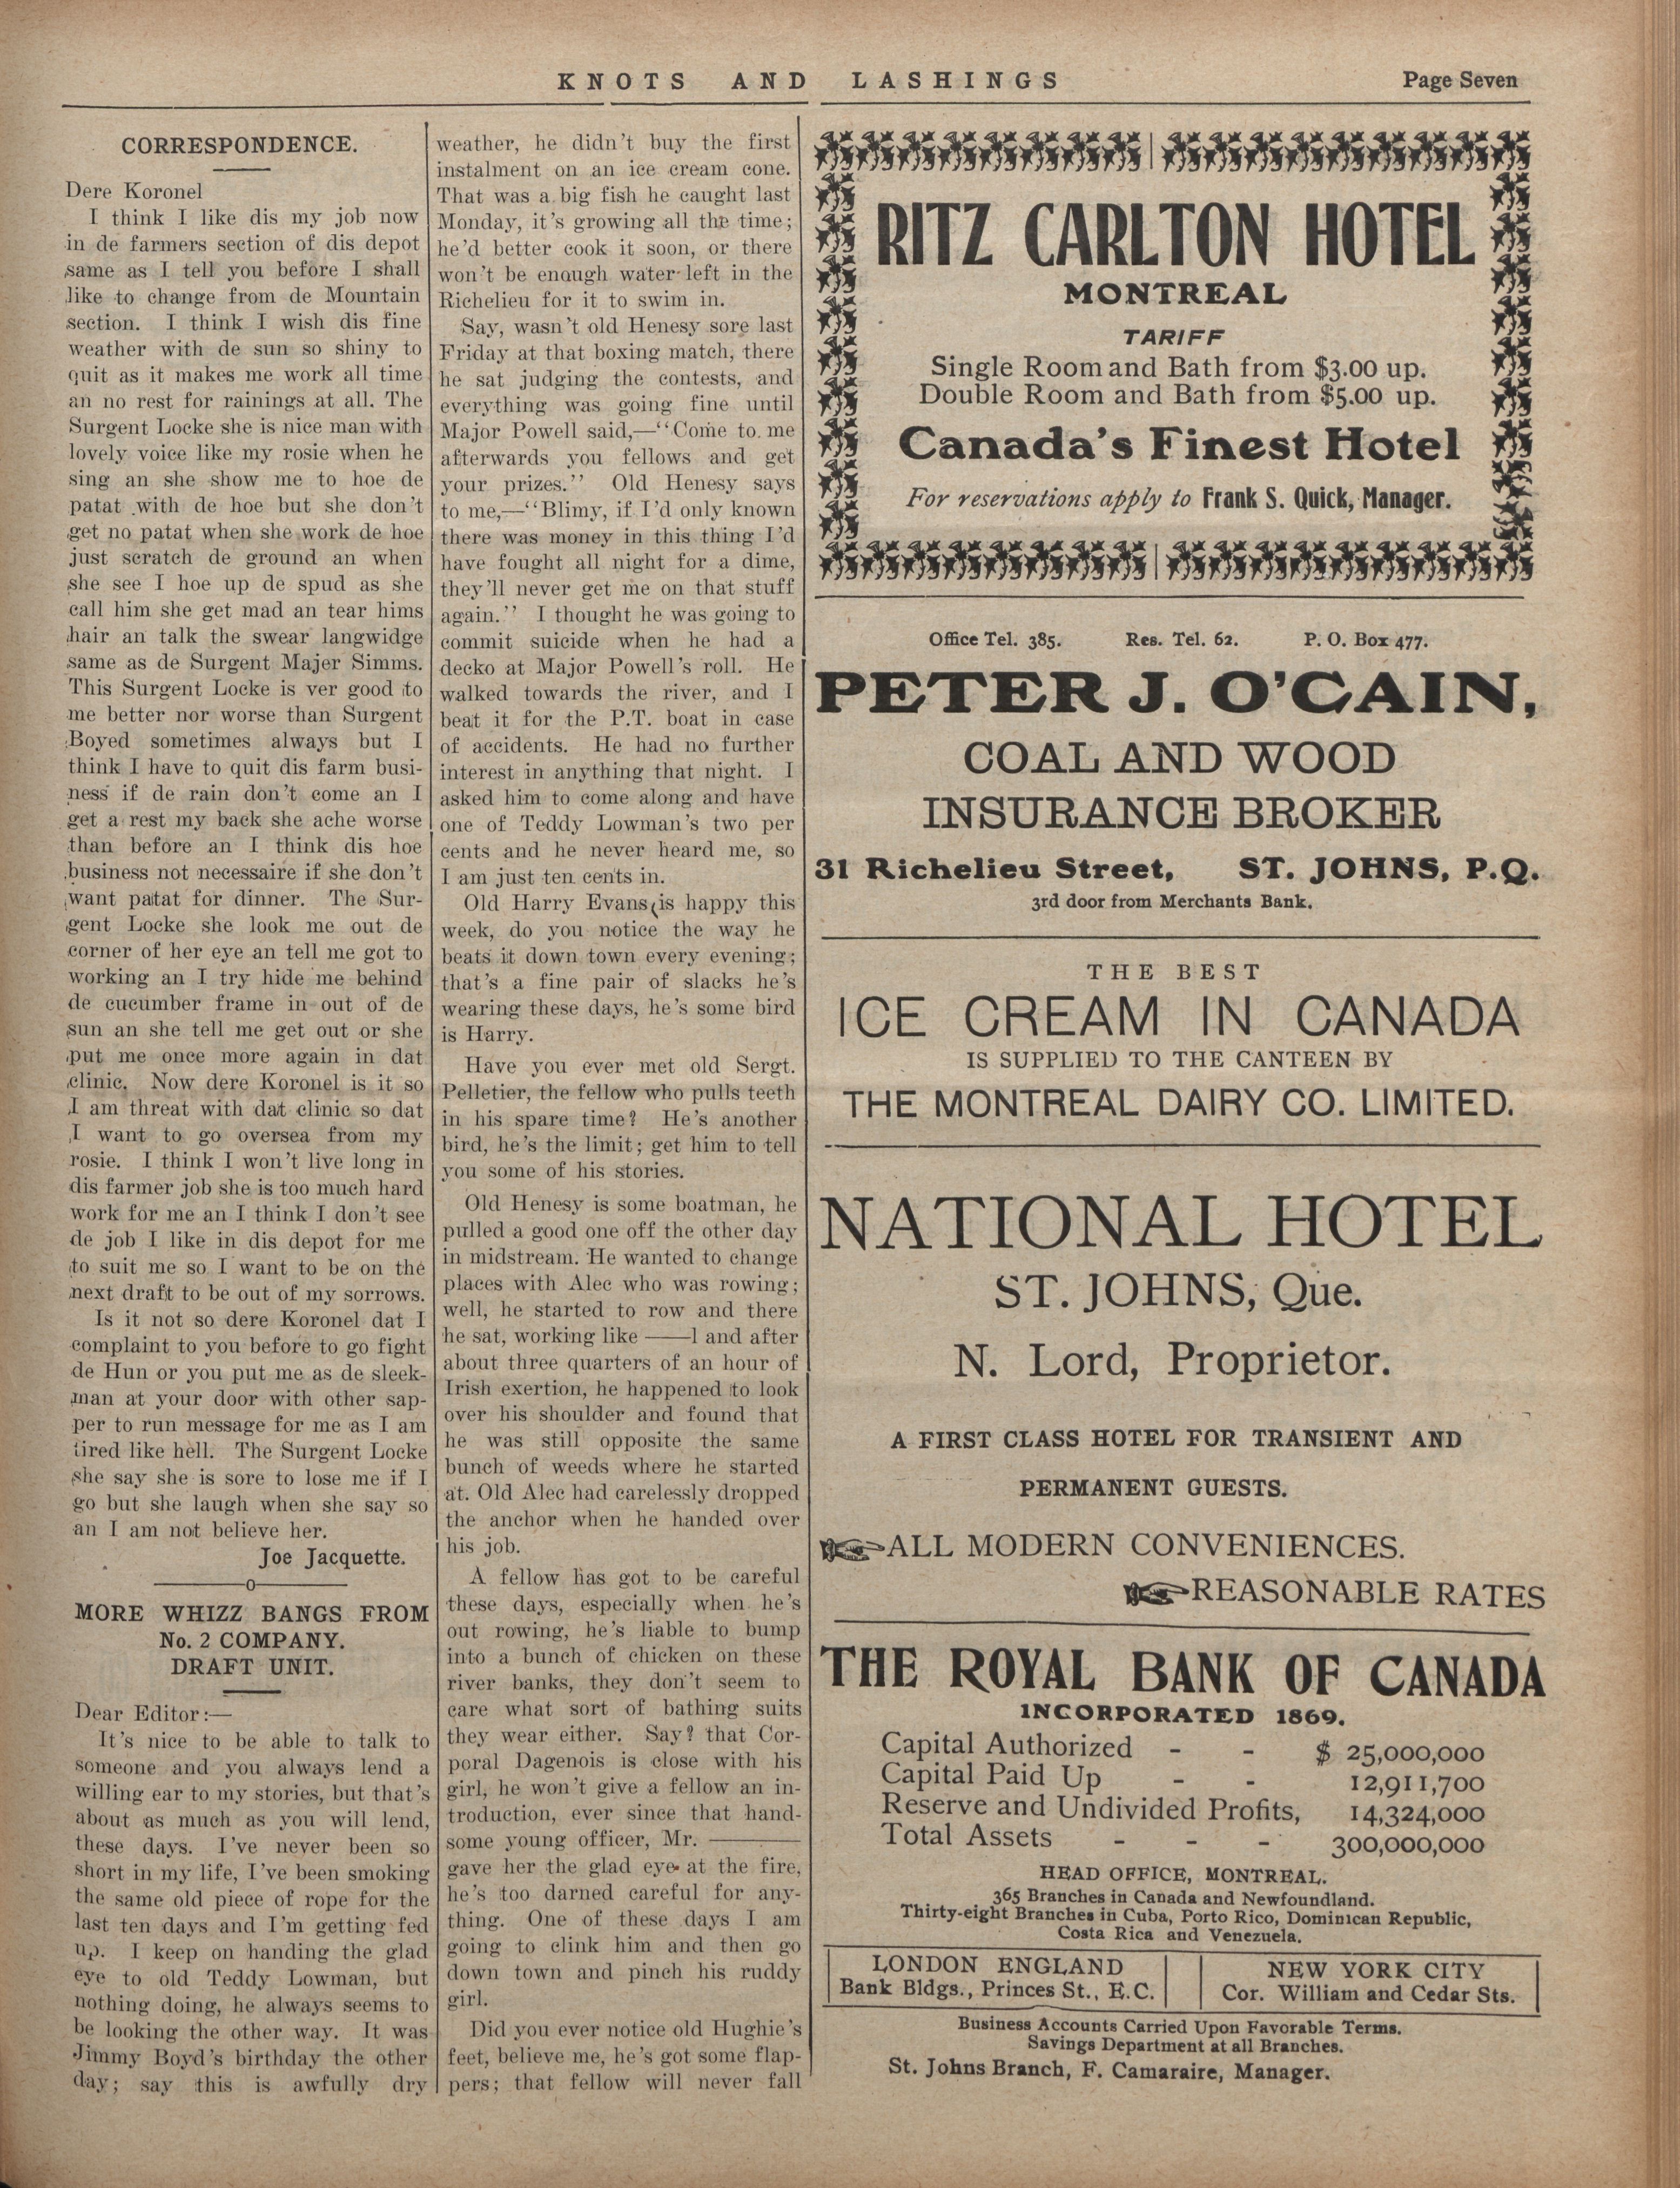 KNOTS AND LASHINGS
Page Seven
CORRESPONDENCE.
Dere Koronel
I think I like dis my job now
in de farmers section of dis depot
same as I tell you before I shall
like to change from de Mountain
section. I think I wish dis fine
weather with de sun so shiny to
quit as it makes me work all time
an no rest for rainings at all. The
Surgent Locke she is nice man with
lovely voice like my rosie when he
sing an she show me to hoe de
patat with de hoe but she don't
get no patat when she work de hoe
just scratch de ground an when
she see I hoe up de spud as she
call him she get mad an tear hims
hair an talk the swear langwidge
same as de Surgent Majer Simms.
This Surgent Locke is ver good to
me better nor worse than Surgent
Boyed sometimes always but I
think I have to quit dis farm busi-
ness if de rain don't come an I
get a rest my back she ache worse
than before an I think dis hoe
business not necessaire if she don't
want patat for dinner. The Sur-
gent Locke she look me out de
corner of her eye an tell me got to
working an I try hide me behind
de cucumber frame in out of de
sun an she tell me get out or she
put me once more again in dat
clinic. Now dere Koronel is it so
I am threat with dat clinic so dat
I want to go oversea from my
rosie. I think I won't live long in
dis farmer job she is too much hard
work for me an I think I don't see
de job I like in dis depot for me
to suit me so I want to be on the
next draft to be out of my sorrows.
Is it not so dere Koronel dat I
complaint to you before to go fight
de Hun or you put me as de sleek-
man at your door with other sap-
per to run message for me as I am
tired like hell. The Surgent Locke
she say she is sore to lose me if I
go but she laugh when she say so
an I am not believe her.
Joe Jacquette.
MORE WHIZZ BANGS FROM
No. 2 COMPANY.
DRAFT UNIT.
Dear Editor:—
It's nice to be able to talk to
someone and you always lend a
willing ear to my stories, but that's
about as much as you will lend,
these days. I've never been so
short in my life, I've been smoking
the same old piece of rope for the
last ten days and I'm getting fed
up. I keep on handing the glad
eye to old Teddy Lowman, but
nothing doing, he always seems to
be looking the other way. It was
Jimmy Boyd's birthday the other
day; say this is awfully dry
weather, he didn't buy the first
instalment on an ice cream cone.
That was a big fish he caught last
Monday, it's growing all the time;
he'd better cook it soon, or there
won't be enough water left in the
Richelieu for it to swim in.
Say, wasn't old Henesy sore last
Friday at that boxing match, there
he sat judging the contests, and
everything was going fine until
Major Powell said,—"Come to me
afterwards you fellows and get
your prizes." Old Henesy says
to me,—"Blimy, if I'd only known
there was money in this thing I'd
have fought all night for a dime,
they'll never get me on that stuff
again." I thought he was going to
commit suicide when he had a
decko at Major Powell's roll. He
walked towards the river, and I
beat it for the P.T. boat in case
of accidents. He had no further
interest in anything that night. I
asked him to come along and have
one of Teddy Lowman's two per
cents and he never heard me, so
I am just ten cents in.
Old Harry Evans is happy this
week, do you notice the way he
beats it down town every evening;
that's a fine pair of slacks he's
wearing these days, he's some bird
is Harry.
Have you ever met old Sergt.
Pelletier, the fellow who pulls teeth
in his spare time? He's another
bird, he's the limit; get him to tell
you some of his stories.
Old Henesy is some boatman, he
pulled a good one off the other day
in midstream. He wanted to change
places with Alec who was rowing;
well, he started to row and there
he sat, working like ——l and after
about three quarters of an hour of
Irish exertion, he happened to look
over his shoulder and found that
he was still opposite the same
bunch of weeds where he started
at. Old Alec had carelessly dropped
the anchor when he handed over
his job.
A fellow has got to be careful
these days, especially when he's
out rowing, he's liable to bump
into a bunch of chicken on these
river banks, they don't seem to
care what sort of bathing suits
they wear either. Say? that Cor-
poral Dagenois is close with his
girl, he won't give a fellow an in-
troduction, ever since that hand-
some young officer, Mr. ———
gave her the glad eye at the fire,
he's too darned careful for any-
thing. One of these days I am
going to clink him and then go
down town and pinch his ruddy
girl.
Did you ever notice old Hughie's
feet, believe me, he's got some flap-
pers; that fellow will never fall
RITZ CARLTON HOTEL
MONTREAL
TARIFF
Single Room and Bath from $3.00 up.
Double Room and Bath from $5.00 up.
Canada's Finest Hotel
For reservations apply to Frank S. Quick, Manager.
Office Tel. 385. Res. Tel. 62. P. O. Box 477.
PETER J. O'CAIN,
COAL AND WOOD
INSURANCE BROKER
31 Richelieu Street, ST. JOHNS, P.Q.
3rd door from Merchants Bank.
THE BEST
ICE CREAM IN CANADA
IS SUPPLIED TO THE CANTEEN BY
THE MONTREAL DAIRY CO. LIMITED.
NATIONAL HOTEL
ST. JOHNS, Que.
N. Lord, Proprietor.
A FIRST CLASS HOTEL FOR TRANSIENT AND
PERMANENT GUESTS.
ALL MODERN CONVENIENCES.
REASONABLE RATES
THE ROYAL BANK OF CANADA
INCORPORATED 1869.
Capital Authorized - - $ 25,000,000
Capital Paid Up - - 12,911,700
Reserve and Undivided Profits, 14,324,000
Total Assets - - - 300,000,000
HEAD OFFICE, MONTREAL.
365 Branches in Canada and Newfoundland.
Thirty-eight Branches in Cuba, Porto Rico, Dominican Republic,
Costa Rica and Venezuela.
LONDON ENGLAND
Bank Bldgs., Princes St., E.C.
NEW YORK CITY
Cor. William and Cedar Sts.
Business Accounts Carried Upon Favorable Terms.
Savings Department at all Branches.
St. Johns Branch, F. Camaraire, Manager.